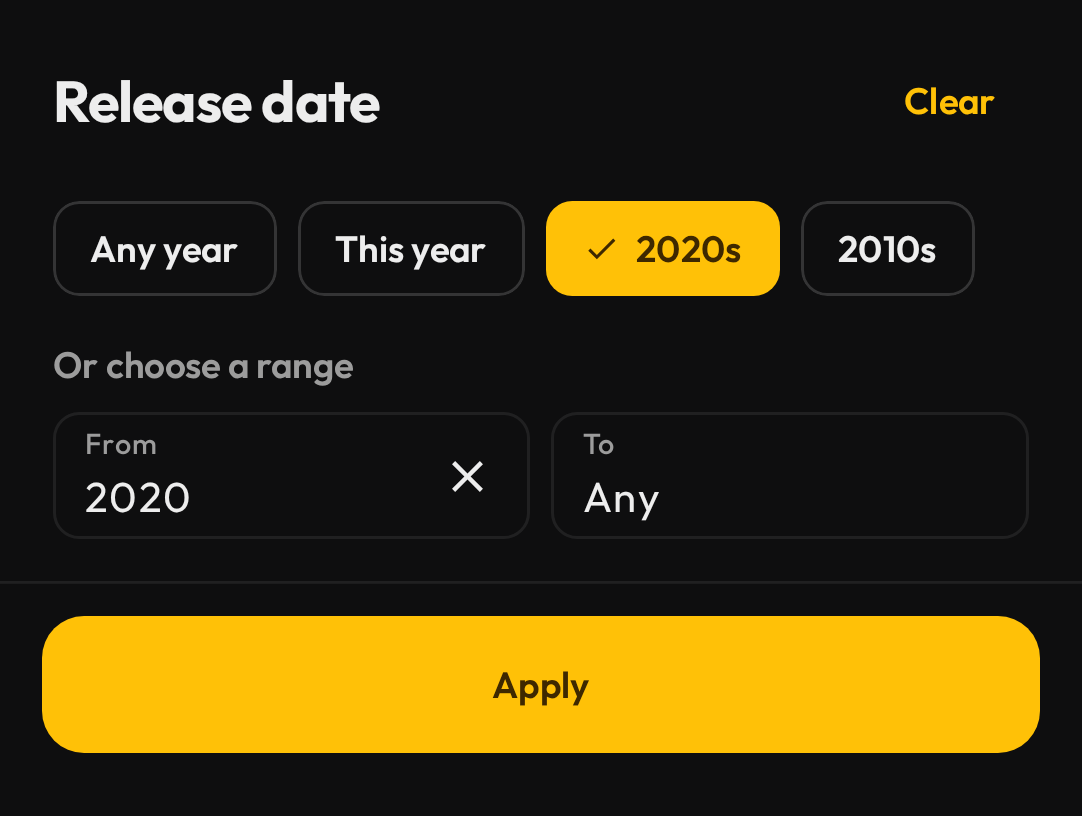 Release date
Clear
Any year
This year
2020s
2010s
Or choose a range
From
2020
To
Any
Apply